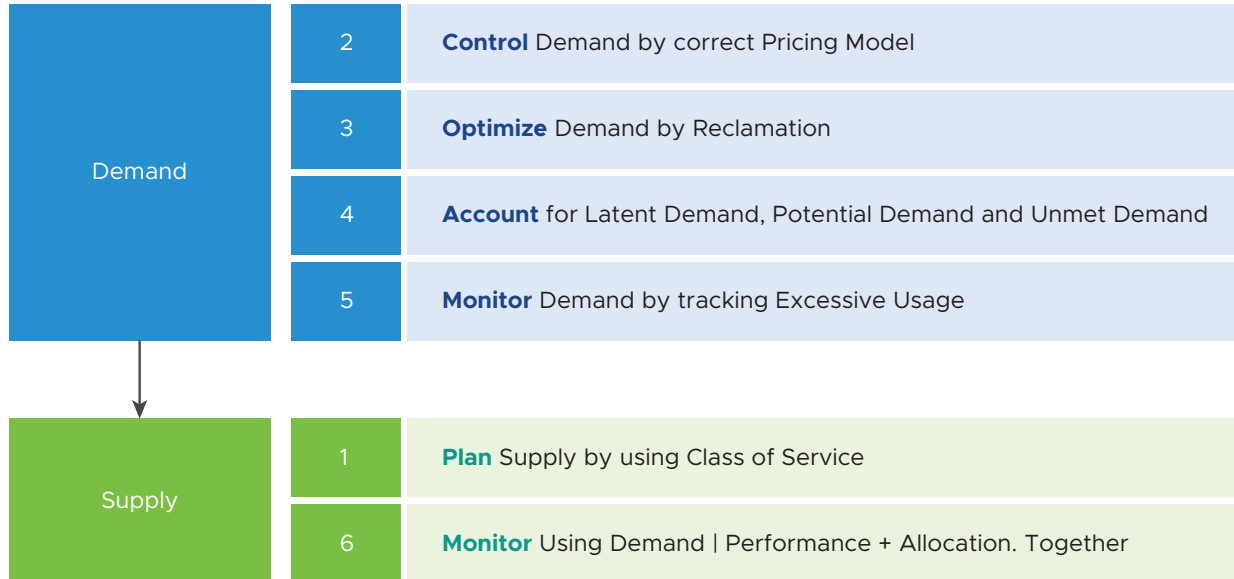 Demand
2
Control Demand by correct Pricing Model
3
Optimize Demand by Reclamation
4
Account for Latent Demand, Potential Demand and Unmet Demand
5
Monitor Demand by tracking Excessive Usage
Supply
1
Plan Supply by using Class of Service
6
Monitor Using Demand | Performance + Allocation. Together